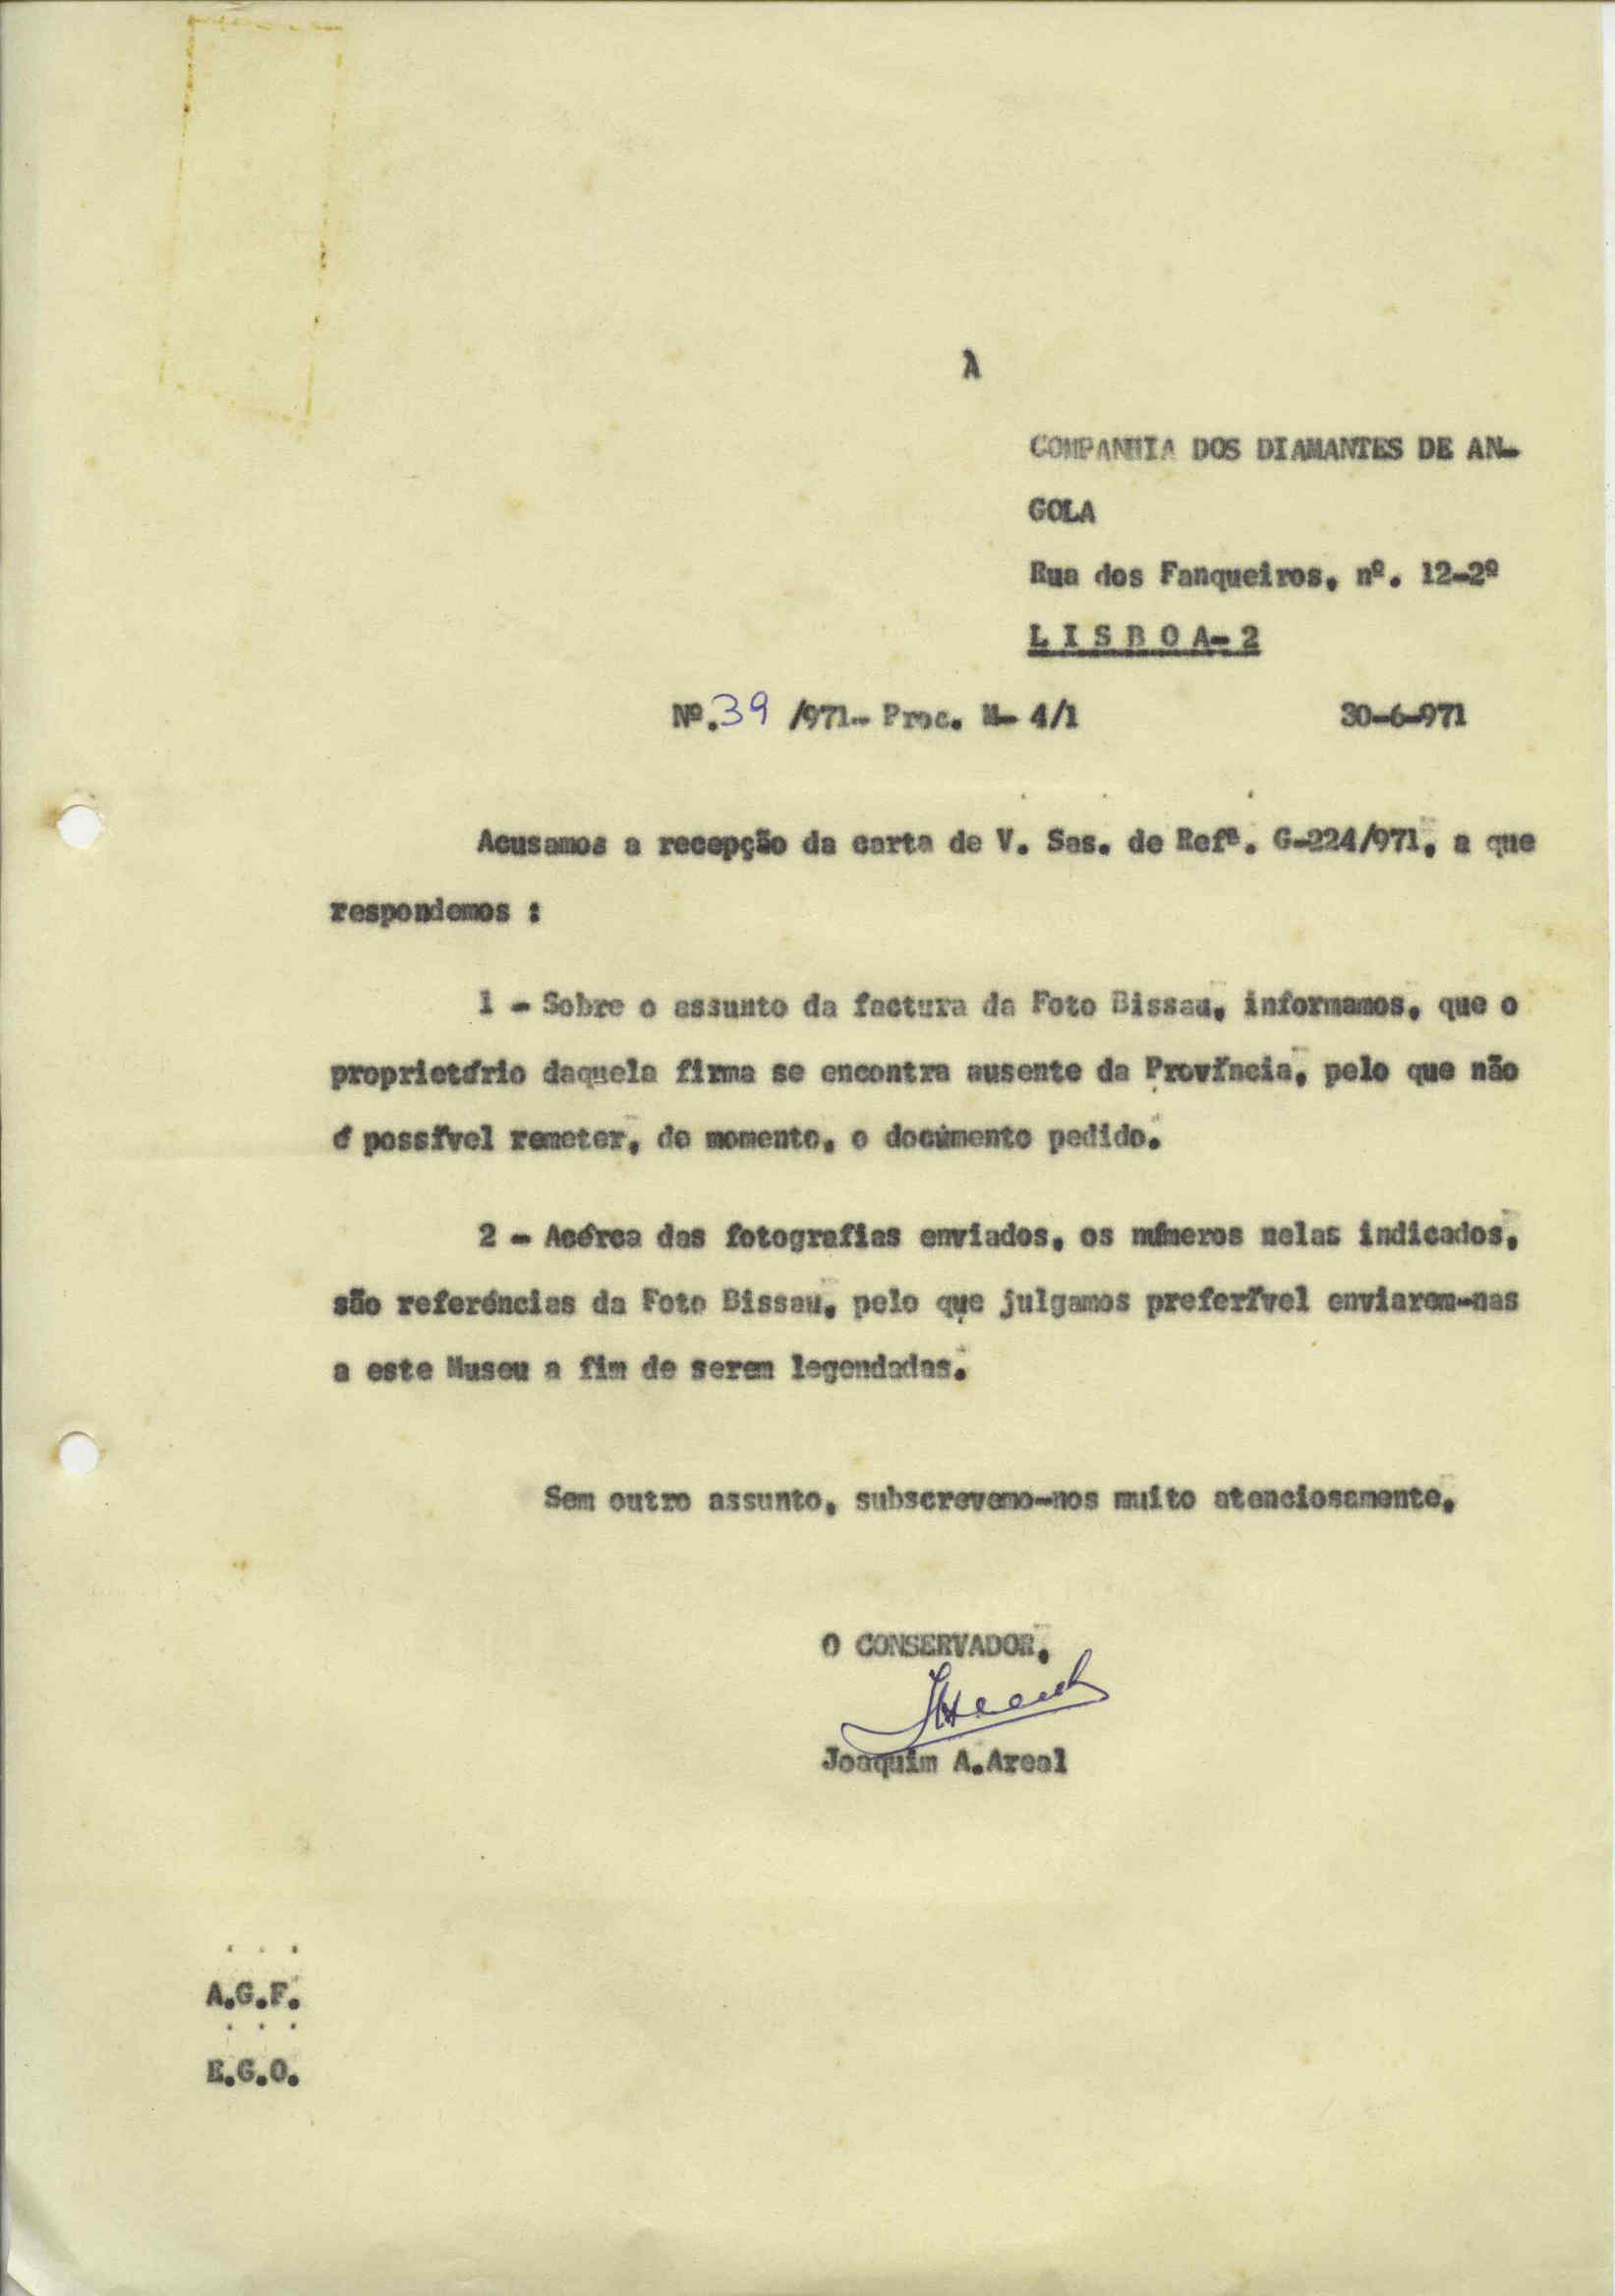 À
COMPANHIA DOS DIAMANTES DE AN-
GOLA
Rua dos Fanqueiros, nº. 12-2º
L I S B O A- 2
Nº.39 /971- Proc. M- 4/1 30-6-971
Acusamos a recepção da carta de V. Sas. de Refª. G-224/971, a que
respondemos :
1 - Sobre o assunto da factura da Foto Bissau, informamos, que o
proprietário daquela firma se encontra ausente da Província, pelo que não
é possível remeter, de momento, o documento pedido.
2 - Acérca das fotografias enviados, os números nelas indicados,
são referéncias da Foto Bissau, pelo que julgamos preferível enviarem-nas
a este Museu a fim de serem legendadas.
Sem outro assunto, subscrevemo-nos muito atenciosamente,
O CONSERVADOR,
Joaquim A.Areal
A.G.F.
E.G.O.